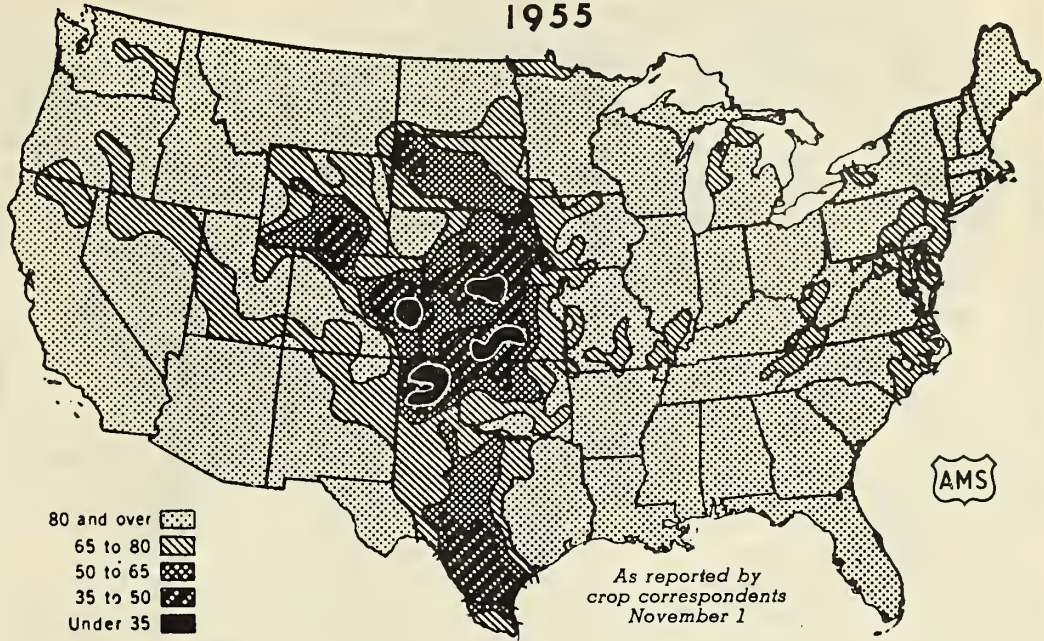 1955
AMS
80 and over
65 to 80
50 to 65
35 to 50
Under 35
As reported by
crop correspondents
November 1